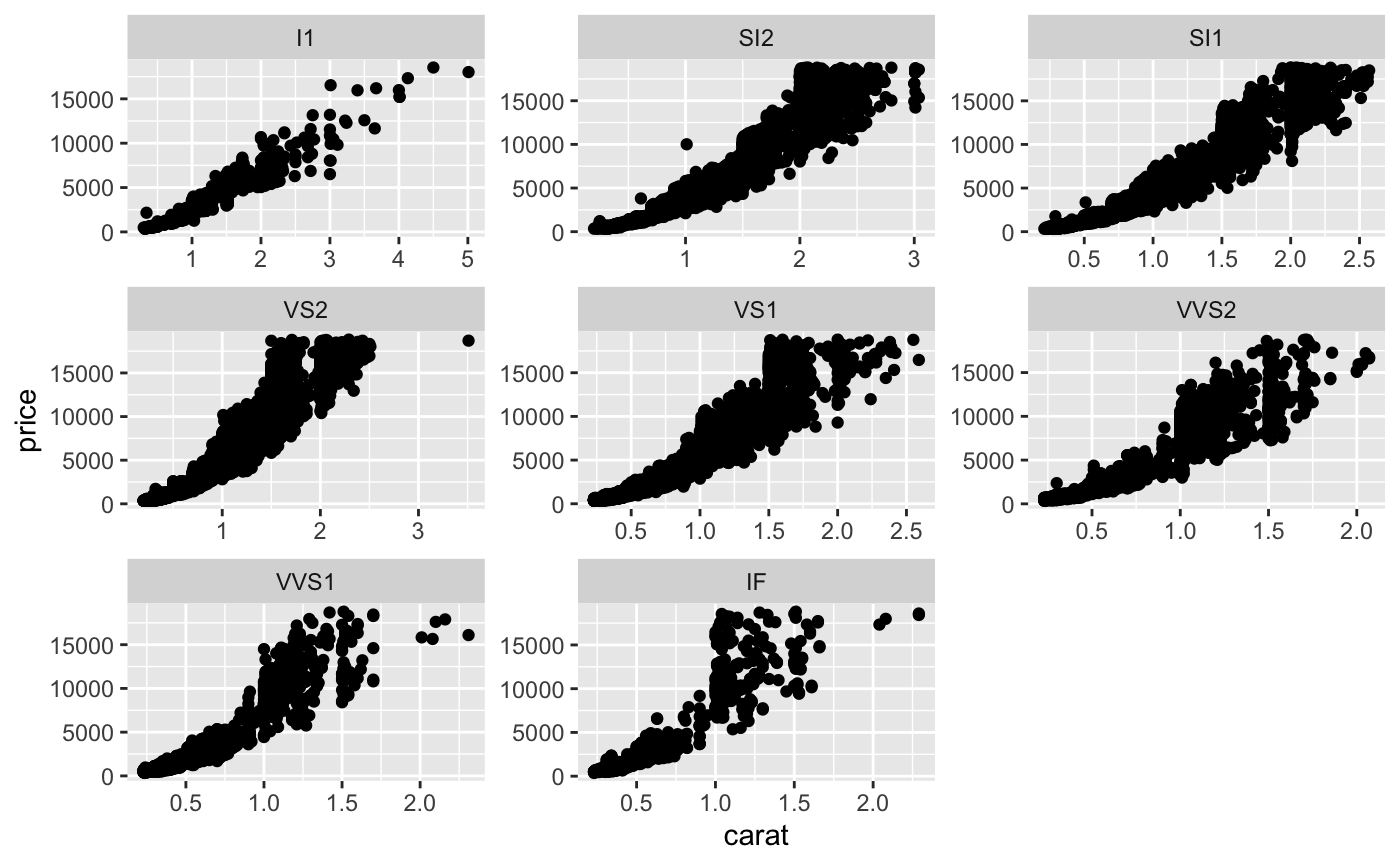 I1 SI2 SI1
15000 15000 15000
10000 10000 10000
5000 5000 5000
0 0 0
1 2 3 4 5 1 2 3 0.5 1.0 1.5 2.0 2.5
VS2 VS1 VVS2
15000 15000 15000
10000 10000 10000
5000 5000 5000
0 0 0
1 2 3 0.5 1.0 1.5 2.0 2.5 0.5 1.0 1.5 2.0
price
VVS1 IF
15000 15000
10000 10000
5000 5000
0 0
0.5 1.0 1.5 2.0 0.5 1.0 1.5 2.0
carat